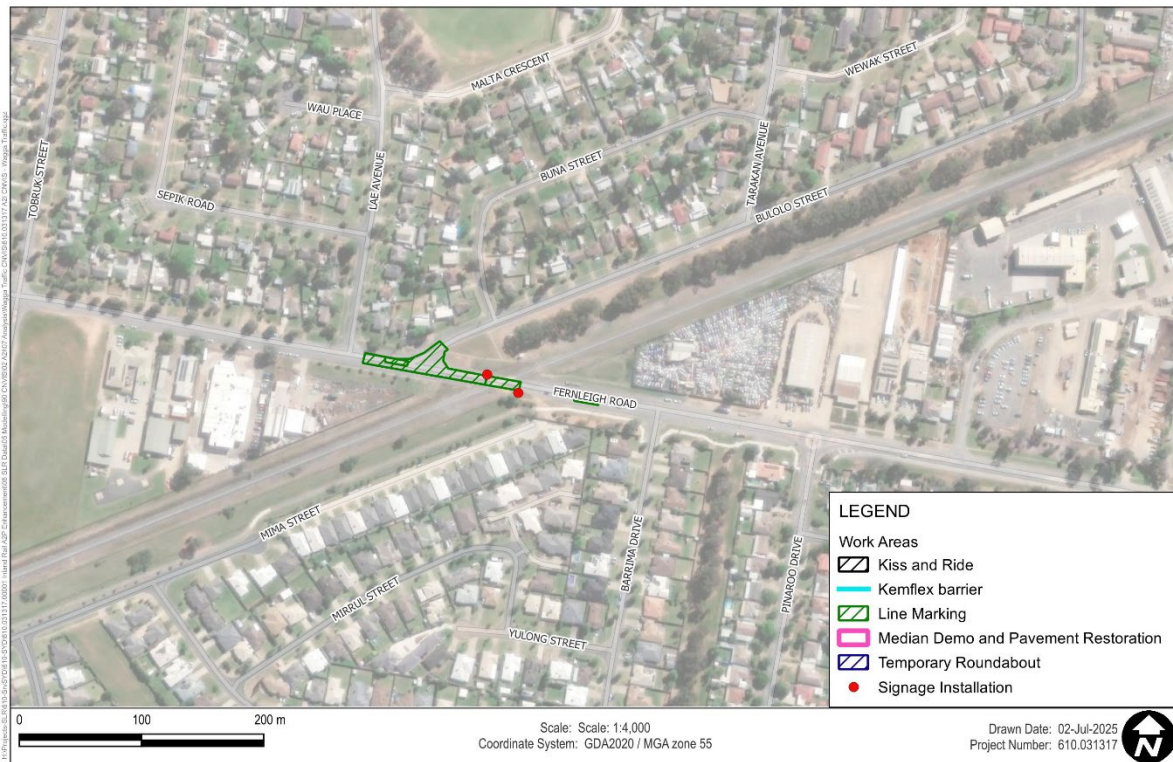 MALTA CRESCENT
WEWAK STREET
WAU PLACE
TOBRUK STREET
LAE AVENUE
BUNA STREET
TARAKAN AVENUE
SEPIK ROAD
BULOLO STREET
FERNLEIGH ROAD
MIMA STREET
BARRIMA DRIVE
PINAROO DRIVE
MIRRUL STREET
YULONG STREET
LEGEND
Work Areas
Kiss and Ride
Kemflex barrier
Line Marking
Median Demo and Pavement Restoration
Temporary Roundabout
Signage Installation
0 100 200 m
Scale: Scale: 1:4,000
Coordinate System: GDA2020 / MGA zone 55
Drawn Date: 02-Jul-2025
Project Number: 610.031317
N